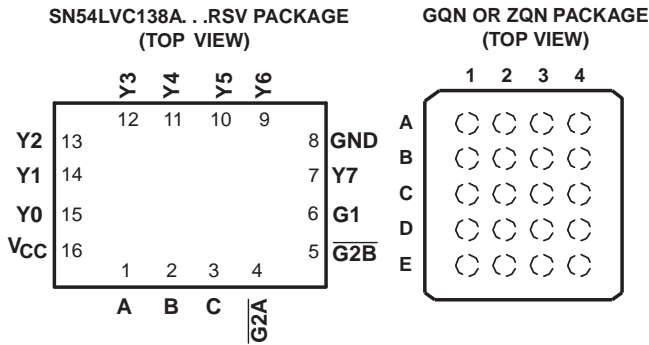 SN54LVC138A. . .RSV PACKAGE
(TOP VIEW)
Y3 Y4 Y5 Y6
12 11 10 9
Y2 13 8 GND
Y1 14 7 Y7
Y0 15 6 G1
VCC 16 5 G2B
1 2 3 4
A B C G2A
GQN OR ZQN PACKAGE
(TOP VIEW)
1 2 3 4
A
B
C
D
E